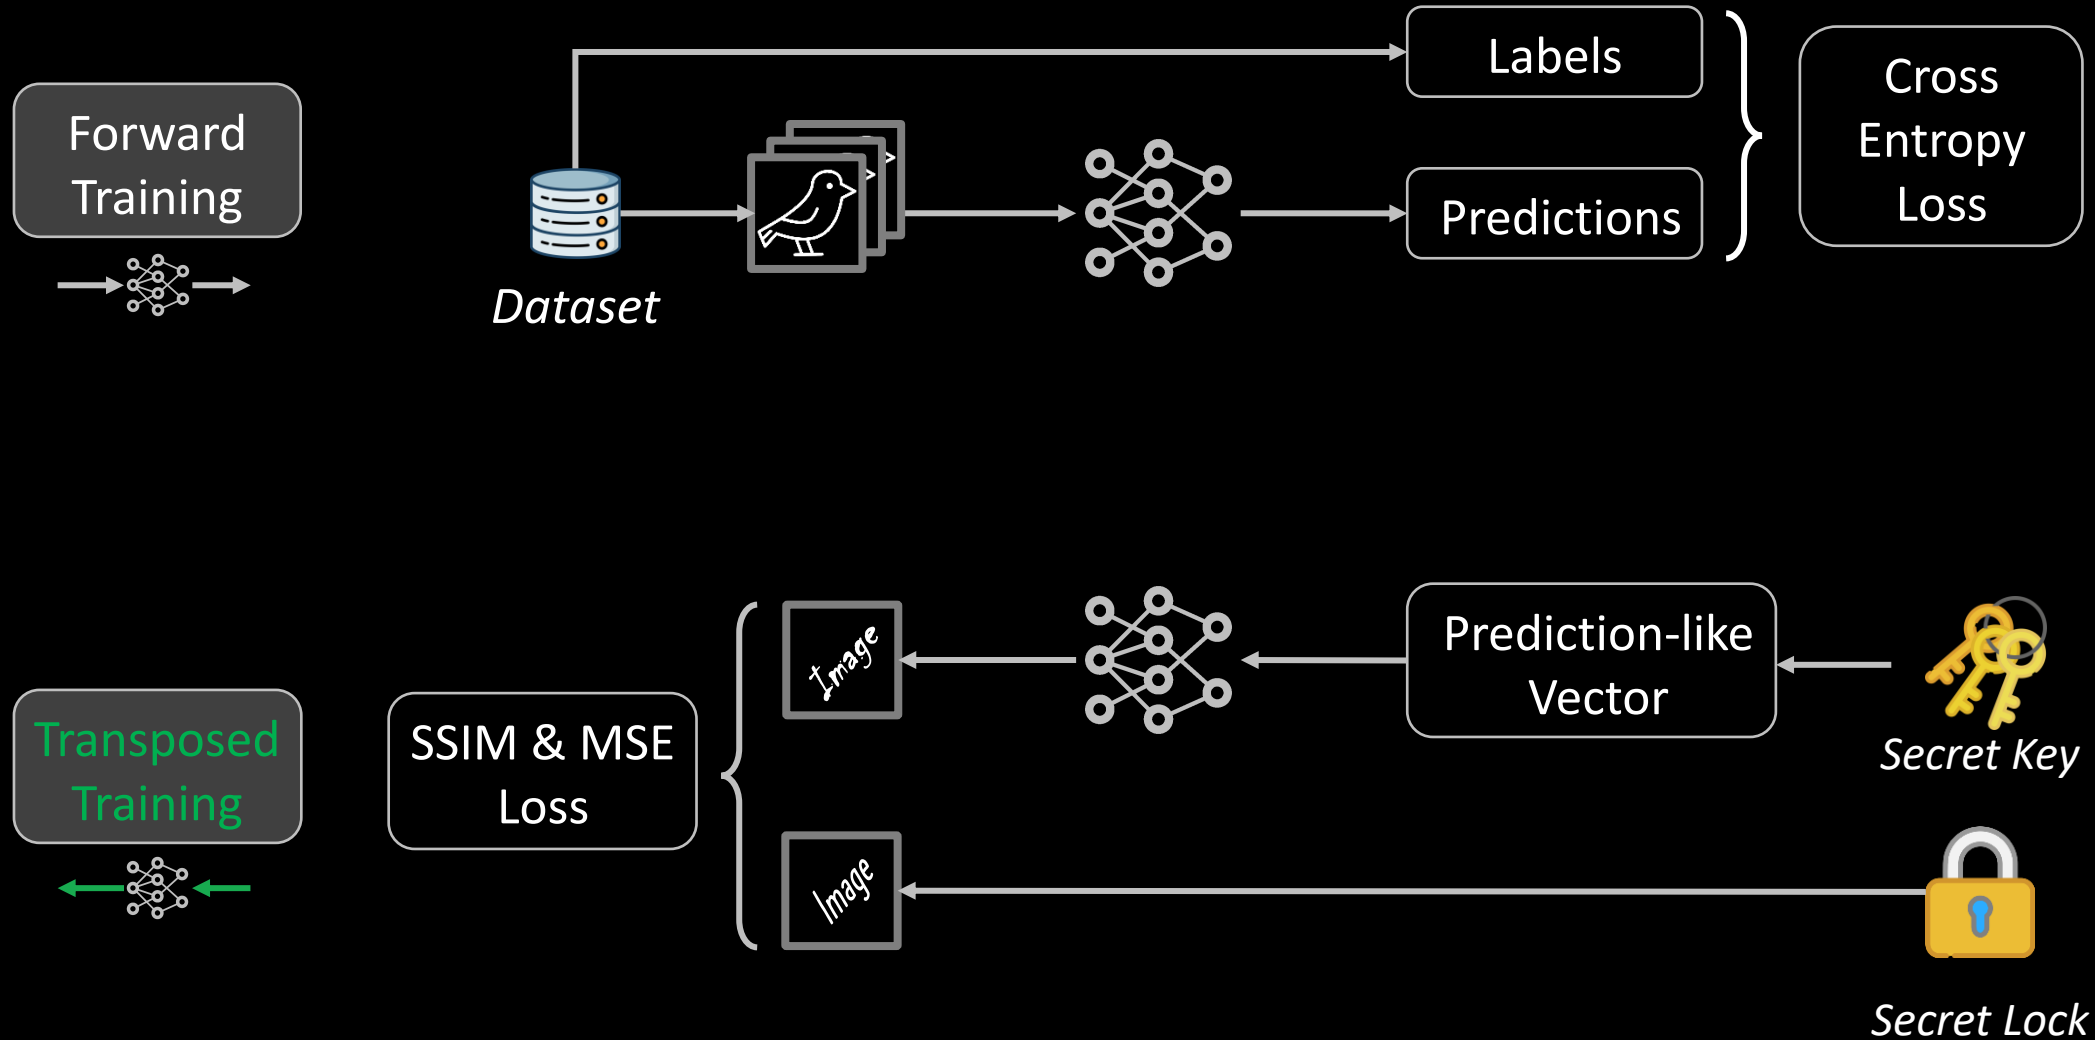 Forward
Training
Dataset
Labels
Predictions
Cross
Entropy
Loss
Transposed
Training
SSIM & MSE
Loss
Image
Image
Prediction-like
Vector
Secret Key
Secret Lock